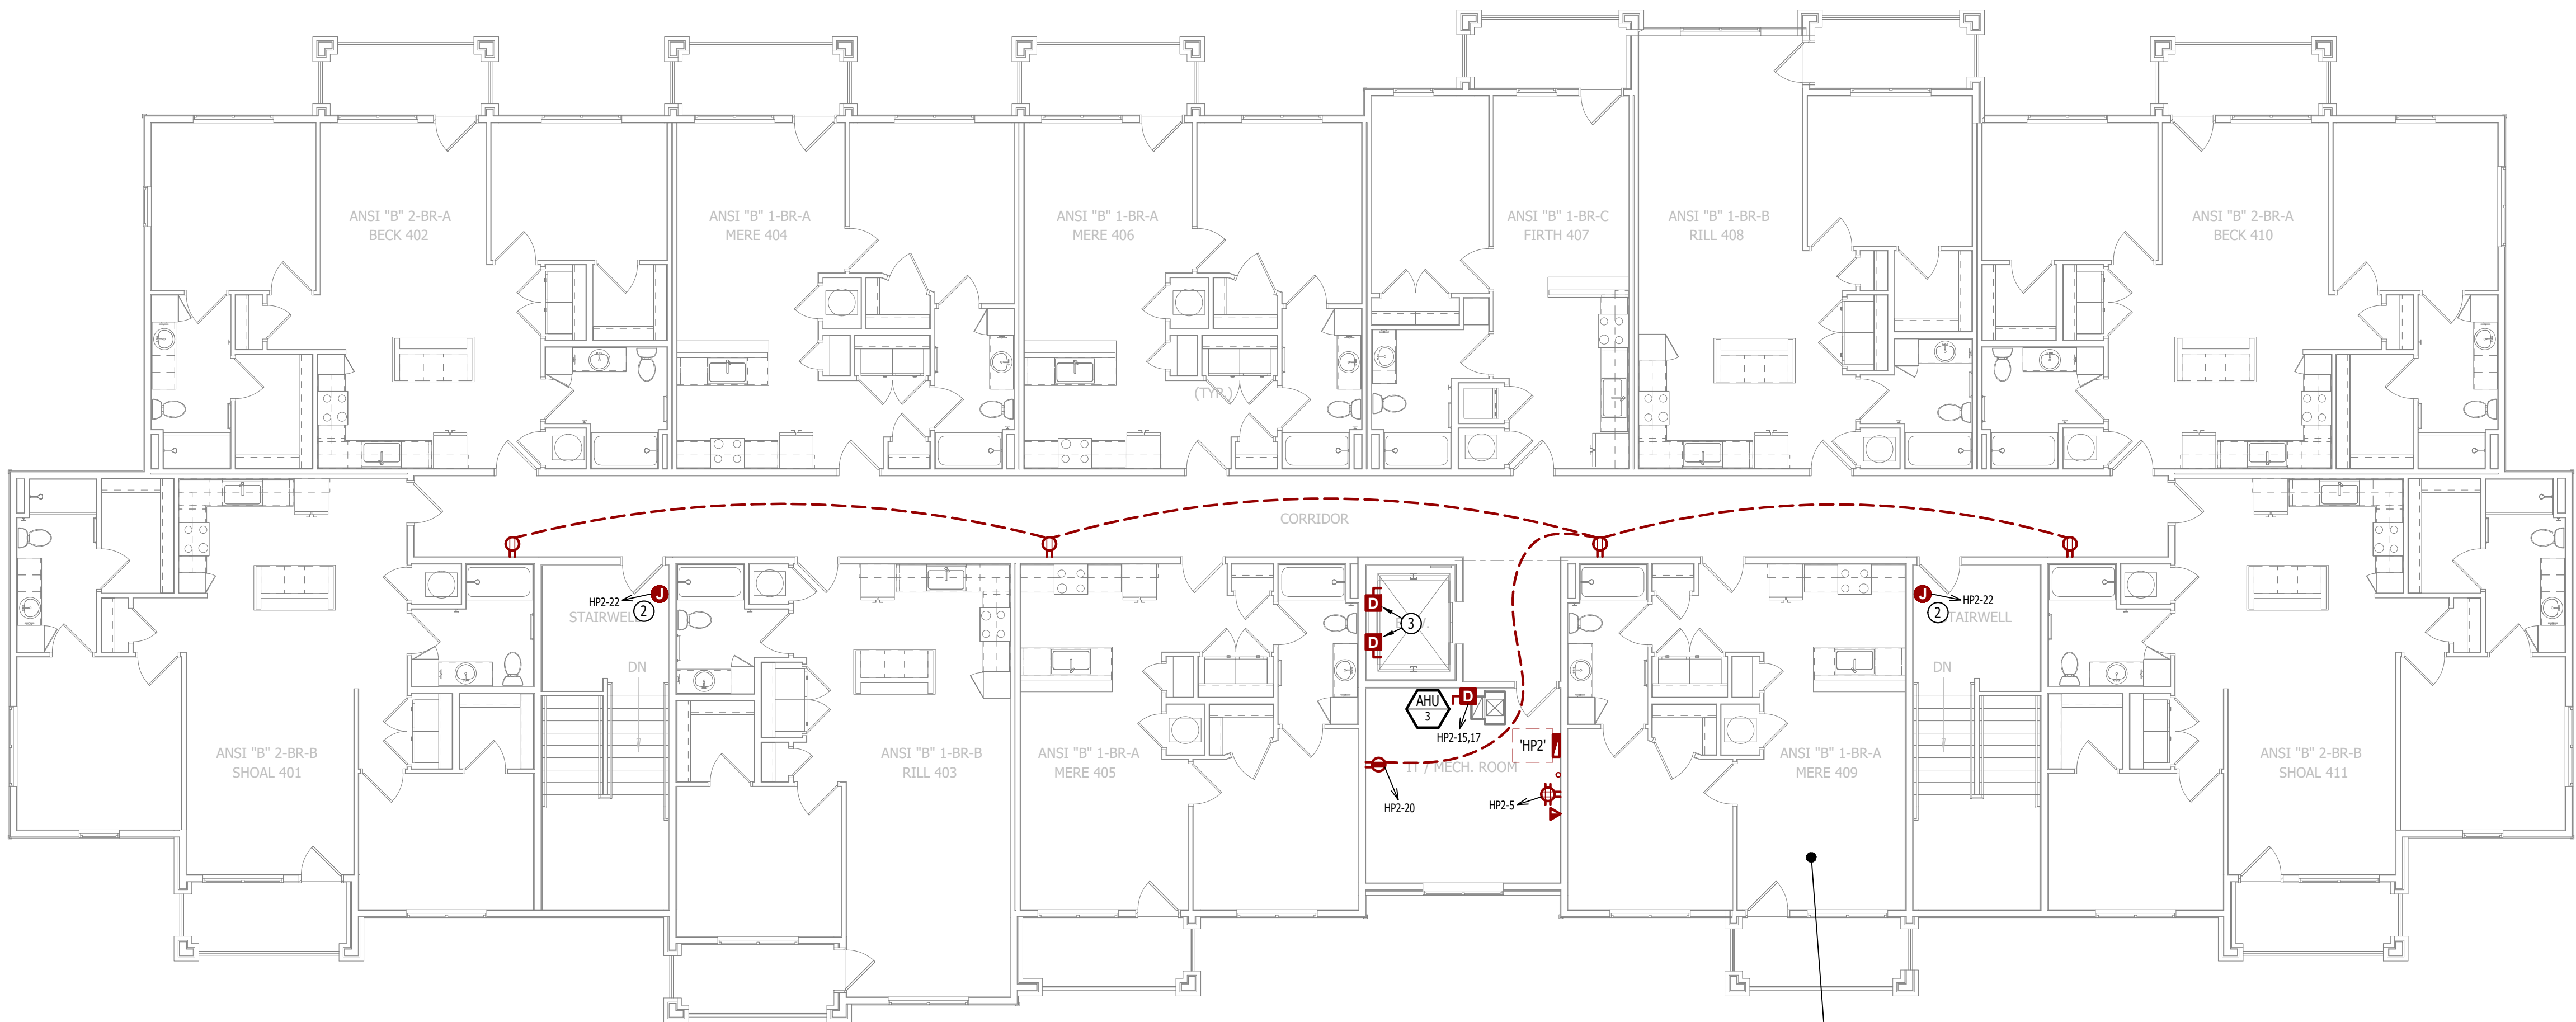 ANSI "B" 2-BR-A
BECK 402
ANSI "B" 1-BR-A
MERE 404
ANSI "B" 1-BR-A
MERE 406
ANSI "B" 1-BR-C
FIRTH 407
ANSI "B" 1-BR-B
RILL 408
ANSI "B" 2-BR-A
BECK 410
(TYP.)
CORRIDOR
HP2-22
J
2
STAIRWELL
DN
D
D
3
J
HP2-22
2
STAIRWELL
DN
AHU
3
D
HP2-15,17
'HP2'
IT / MECH. ROOM
HP2-20
HP2-5
ANSI "B" 2-BR-B
SHOAL 401
ANSI "B" 1-BR-B
RILL 403
ANSI "B" 1-BR-A
MERE 405
ANSI "B" 1-BR-A
MERE 409
ANSI "B" 2-BR-B
SHOAL 411